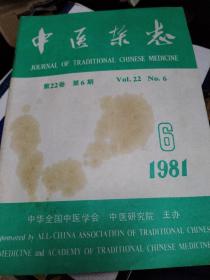 中医杂志
JOURNAL OF TRADITIONAL CHINESE MEDICINE
第22卷 第6期 Vol. 22 No. 6
6
1981
中华全国中医学会 中医研究院 主办
Sponsored by ALL-CHINA ASSOCIATION OF TRADITIONAL CHINES
MEDICINE and ACADEMY OF TRADITIONAL CHINESE MEDICINE